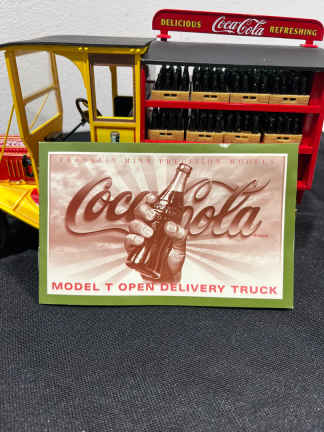 DELICIOUS Coca-Cola REFRESHING
FRANKLIN MINT PRECISION MODELS
Coca-Cola
MODEL T OPEN DELIVERY TRUCK